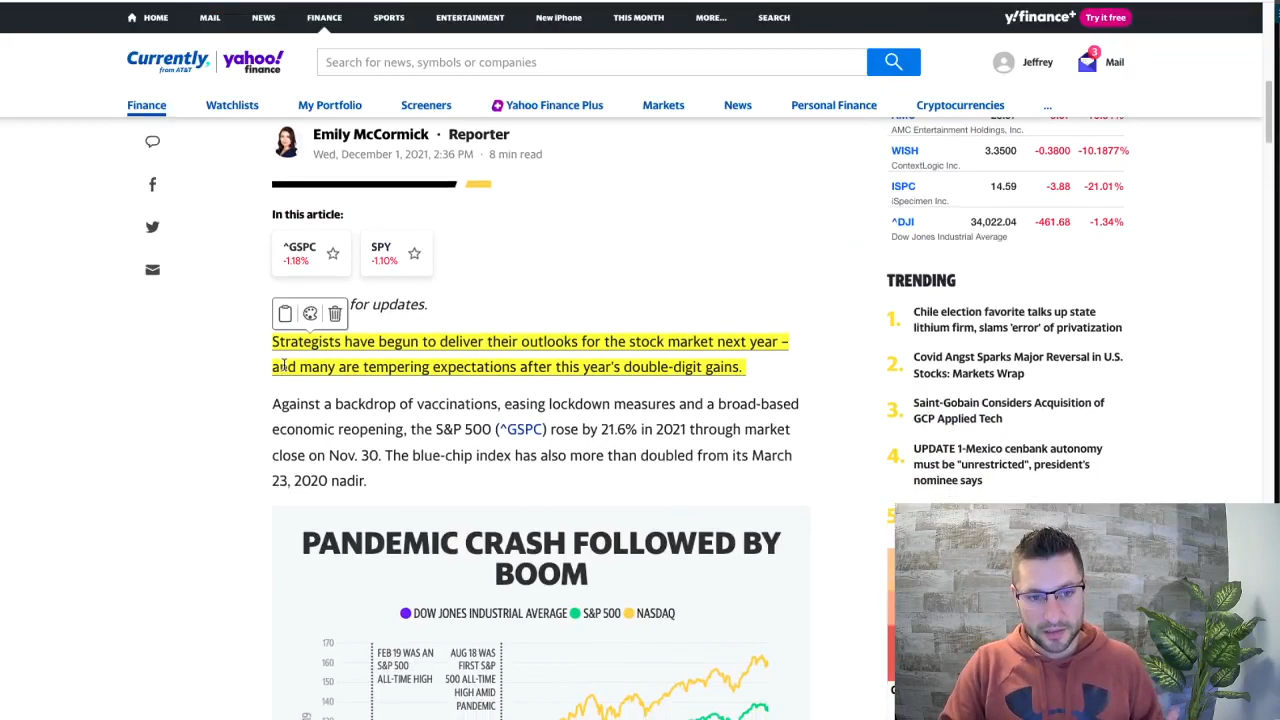 HOME MAIL NEWS FINANCE SPORTS ENTERTAINMENT New iPhone THIS MONTH MORE... SEARCH y!finance+ Try it free
Currently, from AT&T yahoo! finance Search for news, symbols or companies Jeffrey 3 Mail
Finance Watchlists My Portfolio Screeners Yahoo Finance Plus Markets News Personal Finance Cryptocurrencies ...
Emily McCormick · Reporter
Wed, December 1, 2021, 2:36 PM · 8 min read
In this article:
^GSPC SPY
-1.18% -1.10%
for updates.
Strategists have begun to deliver their outlooks for the stock market next year –
and many are tempering expectations after this year's double-digit gains.
Against a backdrop of vaccinations, easing lockdown measures and a broad-based
economic reopening, the S&P 500 (^GSPC) rose by 21.6% in 2021 through market
close on Nov. 30. The blue-chip index has also more than doubled from its March
23, 2020 nadir.
PANDEMIC CRASH FOLLOWED BY
BOOM
DOW JONES INDUSTRIAL AVERAGE S&P 500 NASDAQ
170
160
150
140
FEB 19 WAS AN
S&P 500
ALL-TIME HIGH
AUG 18 WAS
FIRST S&P
500 ALL-TIME
HIGH AMID
PANDEMIC
AMC Entertainment Holdings, Inc.
WISH 3.3500 -0.3800 -10.1877%
ContextLogic Inc.
ISPC 14.59 -3.88 -21.01%
iSpecimen Inc.
^DJI 34,022.04 -461.68 -1.34%
Dow Jones Industrial Average
TRENDING
1. Chile election favorite talks up state
lithium firm, slams 'error' of privatization
2. Covid Angst Sparks Major Reversal in U.S.
Stocks: Markets Wrap
3. Saint-Gobain Considers Acquisition of
GCP Applied Tech
4. UPDATE 1-Mexico cenbank autonomy
must be "unrestricted", president's
nominee says